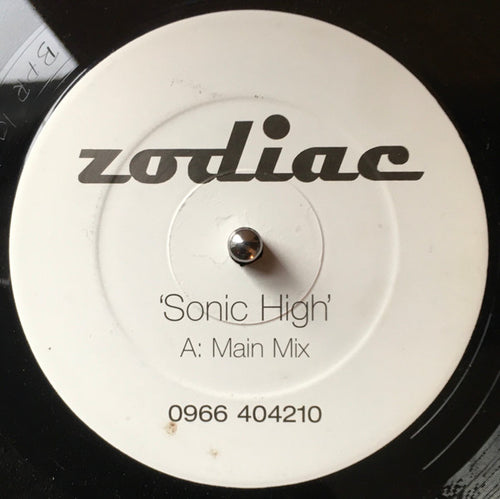 zodiac
'Sonic High'
A: Main Mix
0966 404210